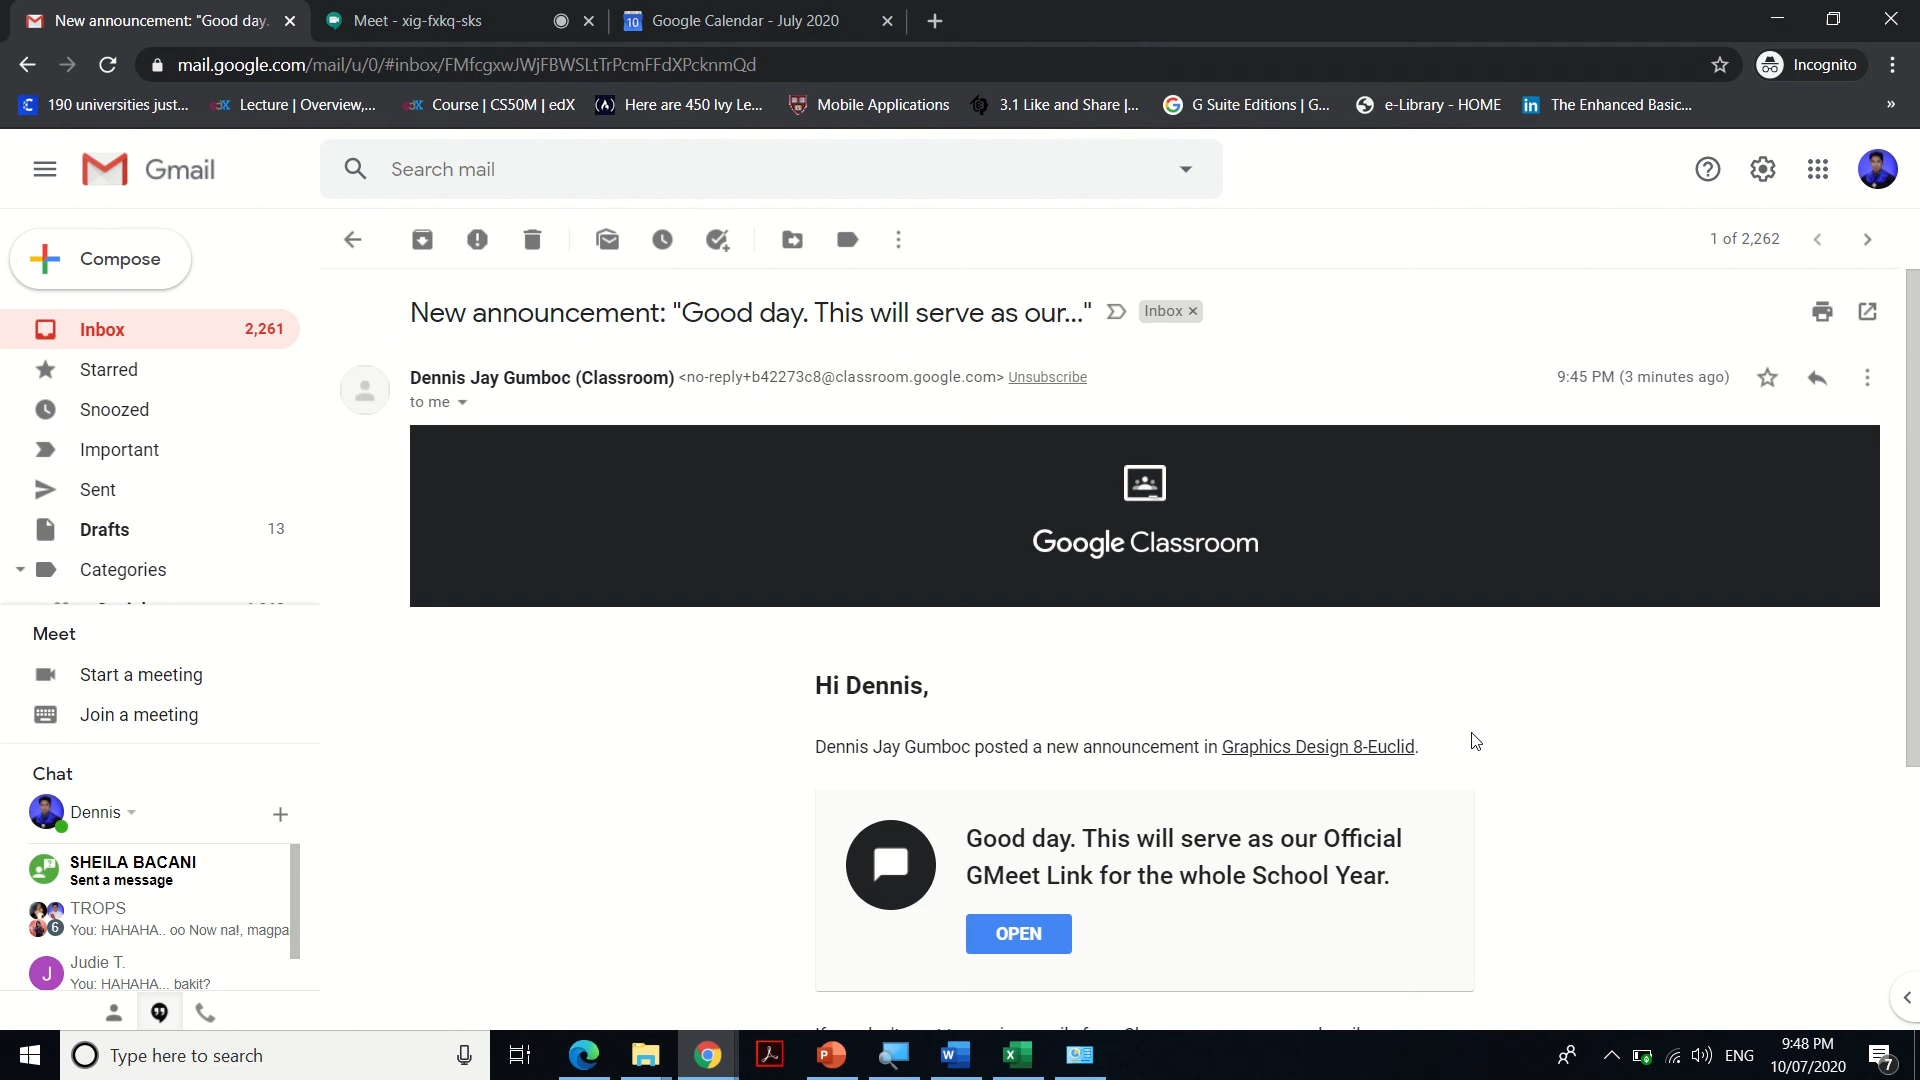 New announcement: "Good day.
Meet - xig-fxkq-sks
Google Calendar - July 2020
mail.google.com/mail/u/0/#inbox/FMfcgxwJWjFBWSLtTrPcmFFdXPcknmQd
Incognito
190 universities just...
Lecture | Overview,...
Course | CS50M | edX
Here are 450 Ivy Le...
Mobile Applications
3.1 Like and Share |...
G Suite Editions | G...
e-Library - HOME
The Enhanced Basic...
Gmail
Search mail
Compose
1 of 2,262
Inbox 2,261
Starred
Snoozed
Important
Sent
Drafts 13
Categories
Meet
Start a meeting
Join a meeting
Chat
Dennis
SHEILA BACANI
Sent a message
TROPS
6 You: HAHAHA.. oo Now na!, magpa
J Judie T.
You: HAHAHA... bakit?
New announcement: "Good day. This will serve as our..." Inbox
Dennis Jay Gumboc (Classroom) <no-reply+b42273c8@classroom.google.com> Unsubscribe
9:45 PM (3 minutes ago)
to me
Google Classroom
Hi Dennis,
Dennis Jay Gumboc posted a new announcement in Graphics Design 8-Euclid.
Good day. This will serve as our Official
GMeet Link for the whole School Year.
OPEN
Type here to search
ENG
9:48 PM
10/07/2020
7